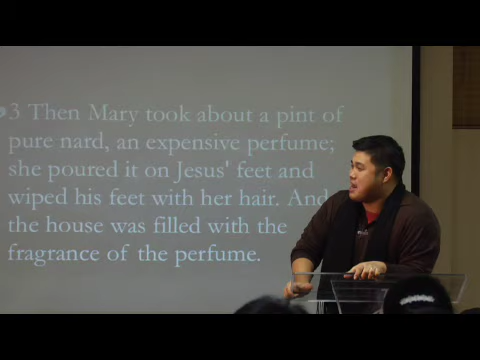 3 Then Mary took about a pint of
pure nard, an expensive perfume;
she poured it on Jesus' feet and
wiped his feet with her hair. And
the house was filled with the
fragrance of the perfume.